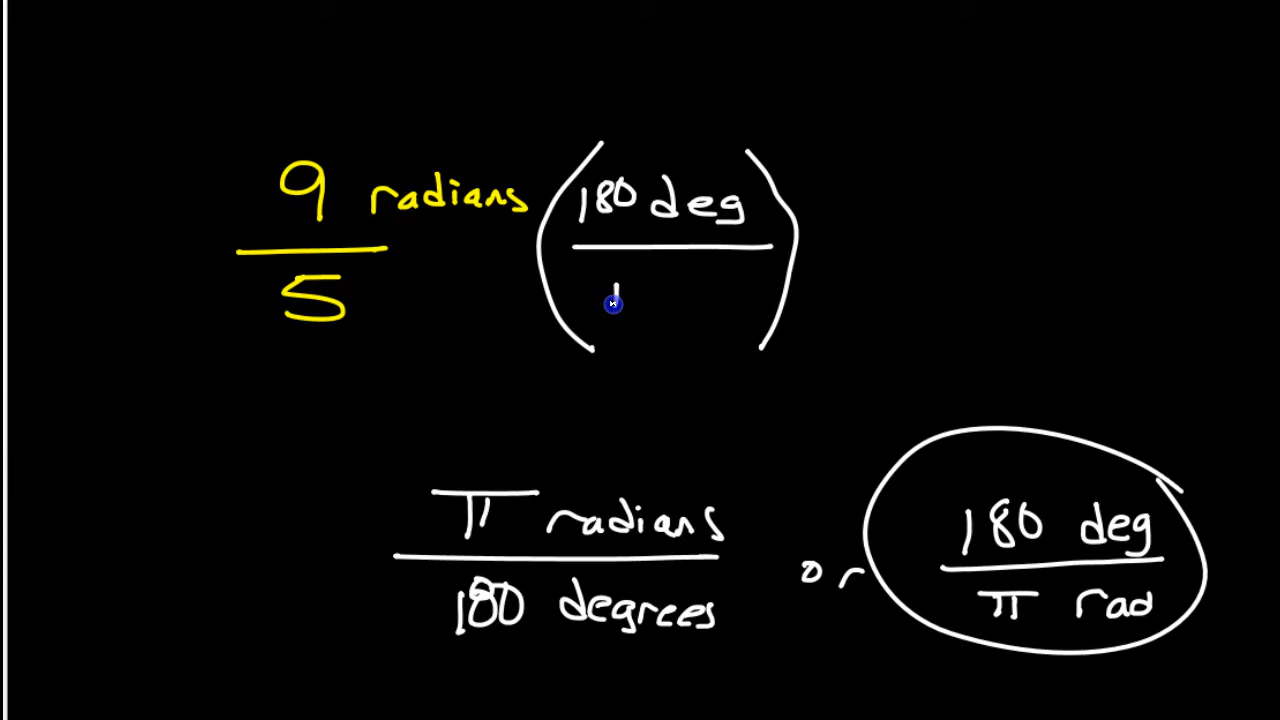 9 radians (180 deg
5
π radians
180 degrees
or
180 deg
π rad